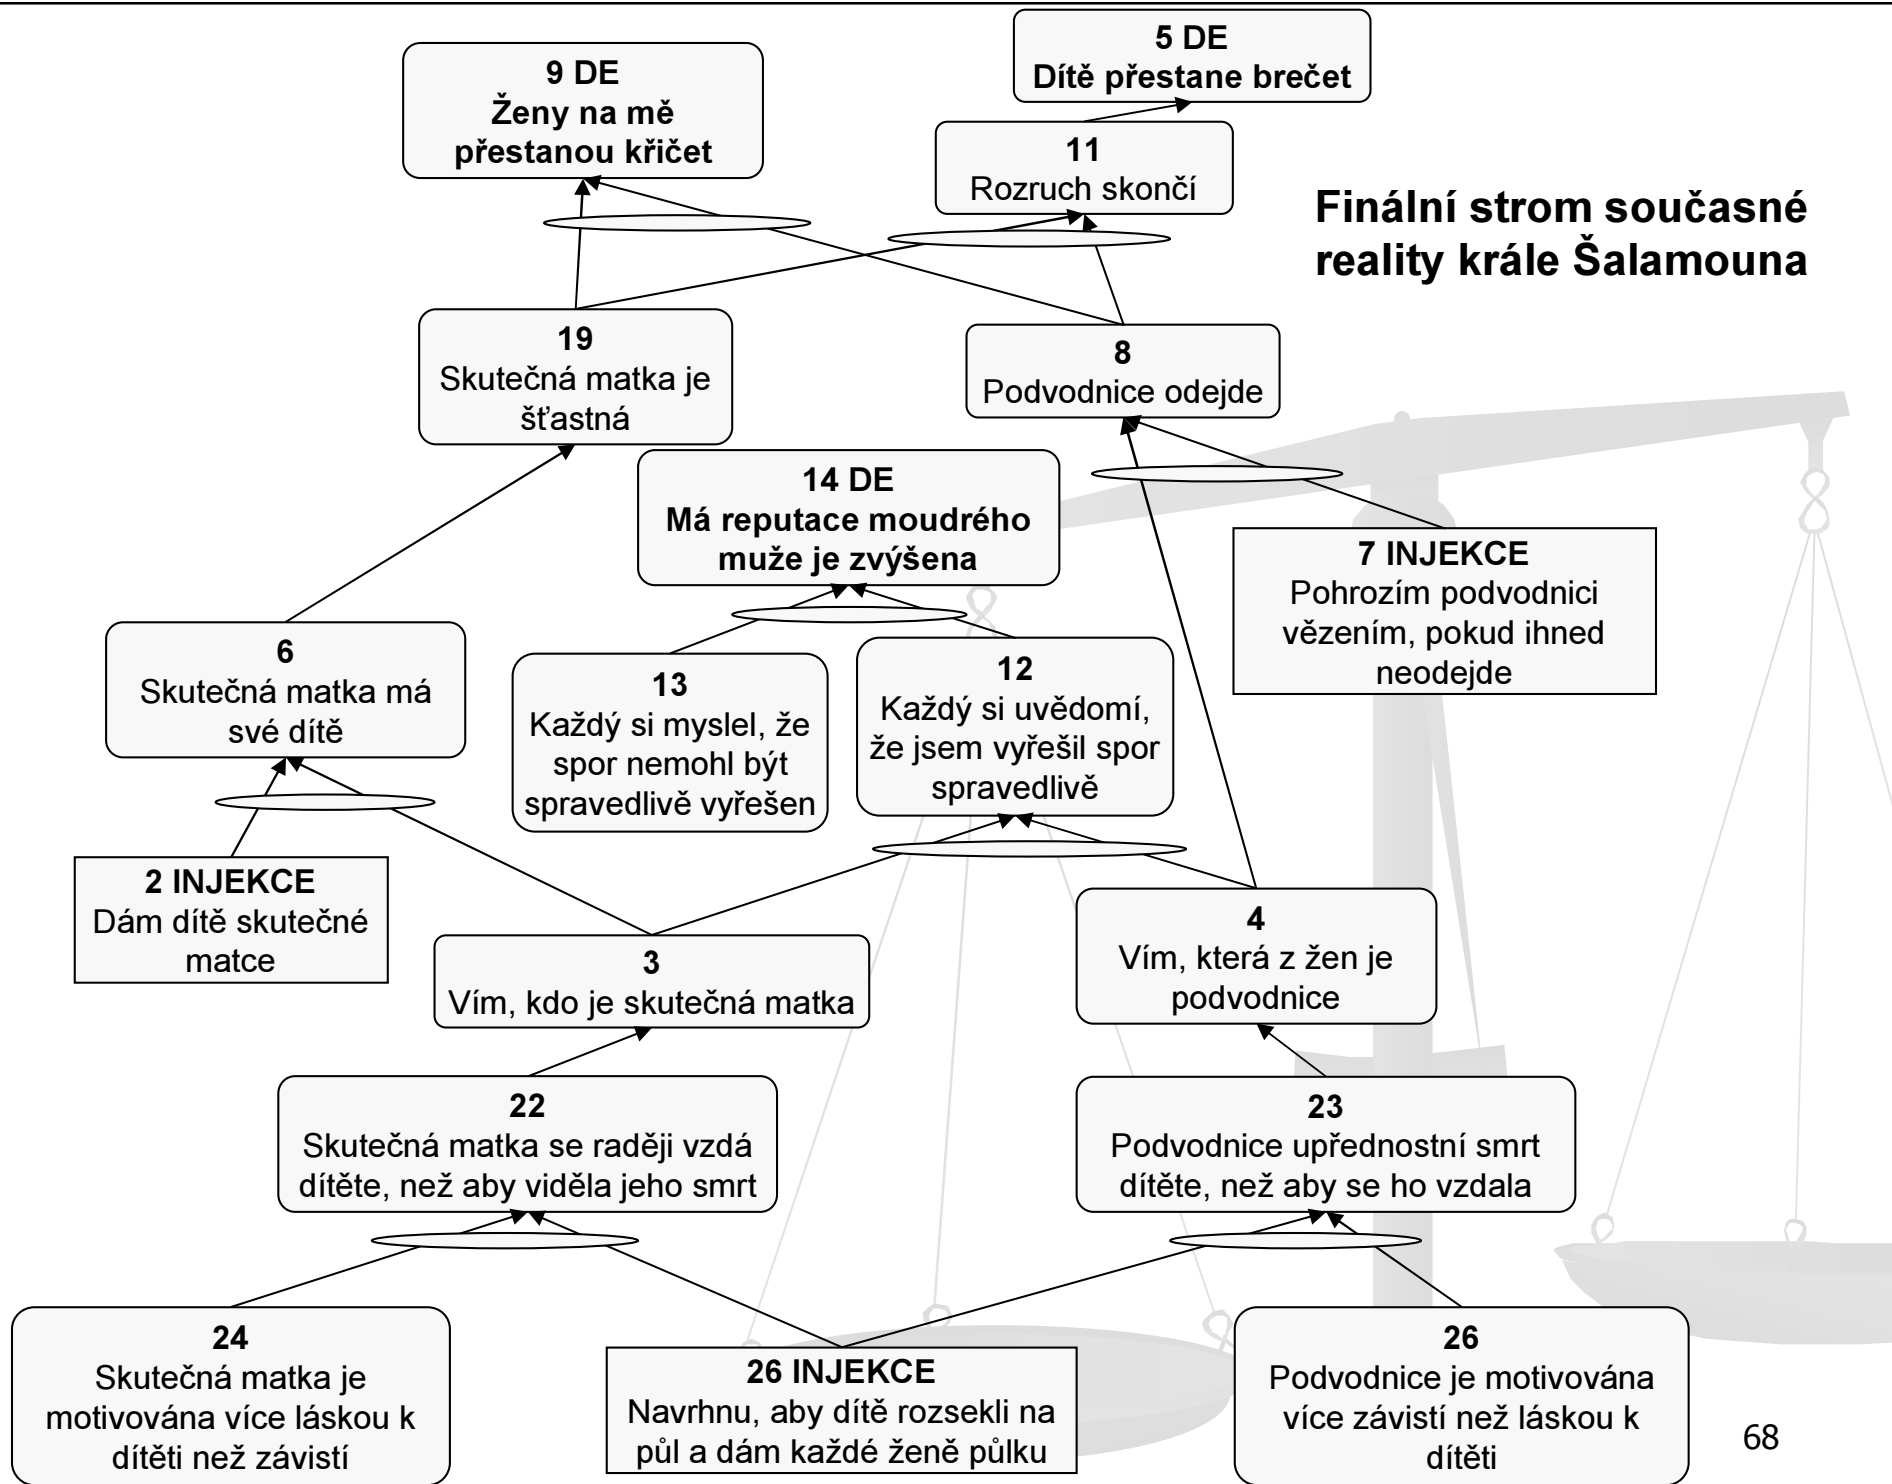 5 DE
Dítě přestane brečet
9 DE
Ženy na mě
přestanou křičet
11
Rozruch skončí
Finální strom současné
reality krále Šalamouna
19
Skutečná matka je
šťastná
8
Podvodnice odejde
14 DE
Má reputace moudrého
muže je zvýšena
7 INJEKCE
Pohrozím podvodnici
vězením, pokud ihned
neodejde
6
Skutečná matka má
své dítě
13
Každý si myslel, že
spor nemohl být
spravedlivě vyřešen
12
Každý si uvědomí,
že jsem vyřešil spor
spravedlivě
2 INJEKCE
Dám dítě skutečné
matce
3
Vím, kdo je skutečná matka
4
Vím, která z žen je
podvodnice
22
Skutečná matka se raději vzdá
dítěte, než aby viděla jeho smrt
23
Podvodnice upřednostní smrt
dítěte, než aby se ho vzdala
24
Skutečná matka je
motivována více láskou k
dítěti než závistí
26 INJEKCE
Navrhnu, aby dítě rozsekli na
půl a dám každé ženě půlku
26
Podvodnice je motivována
více závistí než láskou k
dítěti
68